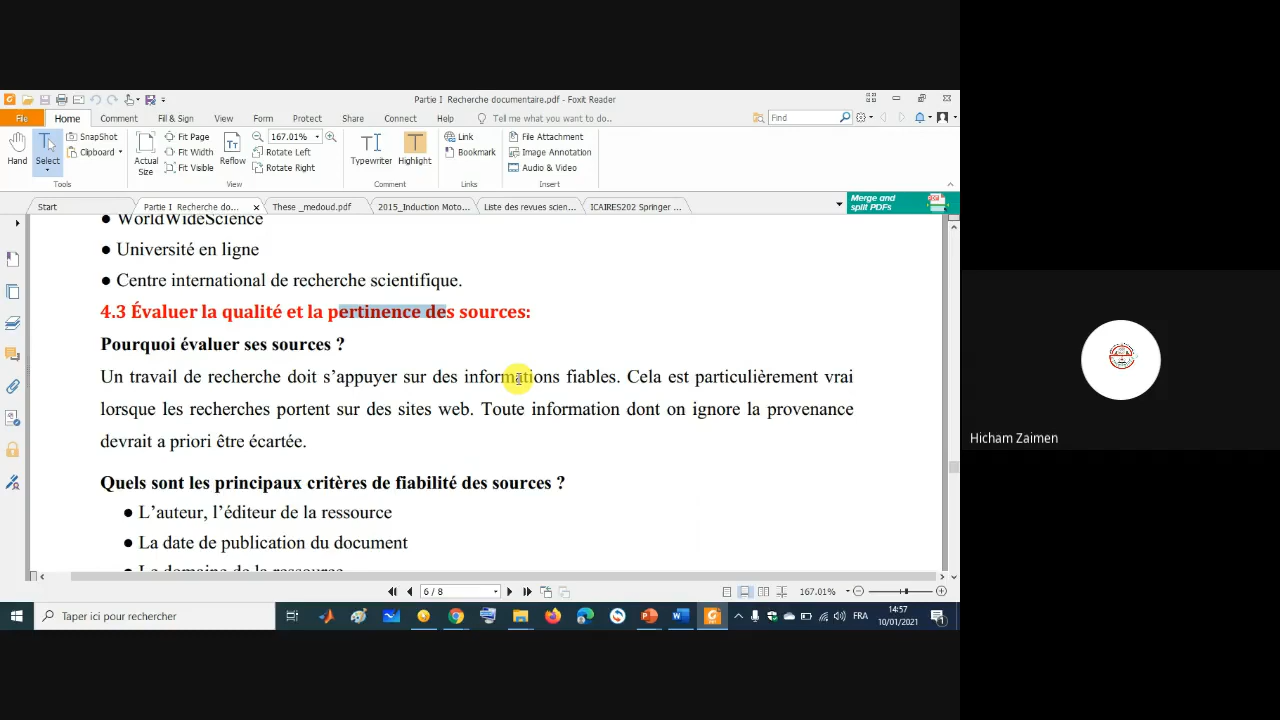 Partie I Recherche documentaire.pdf - Foxit Reader
File Home Comment Fill & Sign View Form Protect Share Connect Help Tell me what you want to do.. Find
Hand
Select
SnapShot
Clipboard
Actual Size
Fit Page
Fit Width
Fit Visible
Reflow
167.01%
Rotate Left
Rotate Right
Typewriter
Highlight
Link
Bookmark
File Attachment
Image Annotation
Audio & Video
Tools View Comment Links Insert
Start Partie I Recherche do... These _medoud.pdf 2015_Induction Moto... Liste des revues scien... ICAIRES202 Springer ...
Merge and
split PDFs
● WorldWideScience
● Université en ligne
● Centre international de recherche scientifique.
4.3 Évaluer la qualité et la pertinence des sources:
Pourquoi évaluer ses sources ?
Un travail de recherche doit s’appuyer sur des informations fiables. Cela est particulièrement vrai
lorsque les recherches portent sur des sites web. Toute information dont on ignore la provenance
devrait a priori être écartée.
Quels sont les principaux critères de fiabilité des sources ?
● L’auteur, l’éditeur de la ressource
● La date de publication du document
● Le domaine de la ressource
6 / 8
167.01%
Taper ici pour rechercher
FRA
14:57
10/01/2021
Hicham Zaimen